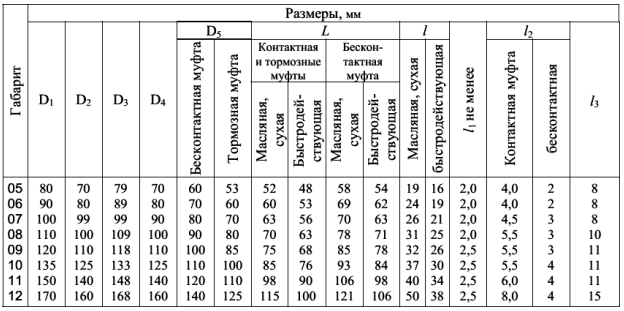 Размеры, мм
D5 L l l2
Габарит D1 D2 D3 D4 Бесконтактная муфта Тормозная муфта Контактная и тормозные муфты Бескон-тактная муфта Масляная, сухая быстродействующая l1 не менее Контактная муфта бесконтактная l3
Масляная, сухая Быстродей-ствующая Масляная, сухая Быстродей-ствующая
05 80 70 79 70 60 53 52 48 58 54 19 16 2,0 4,0 2 8
06 90 80 89 80 70 60 60 53 69 62 24 19 2,0 4,0 2 8
07 100 99 99 90 80 70 63 56 70 63 26 21 2,0 4,5 3 8
08 110 100 109 100 90 80 70 63 78 71 31 25 2,0 5,5 3 10
09 120 110 118 110 100 85 75 68 85 78 32 26 2,5 5,5 3 11
10 135 125 133 125 110 100 85 76 93 84 37 30 2,5 5,5 4 11
11 150 140 148 140 120 110 98 90 106 98 40 34 2,5 6,0 4 11
12 170 160 168 160 140 125 115 100 121 106 50 38 2,5 8,0 4 15